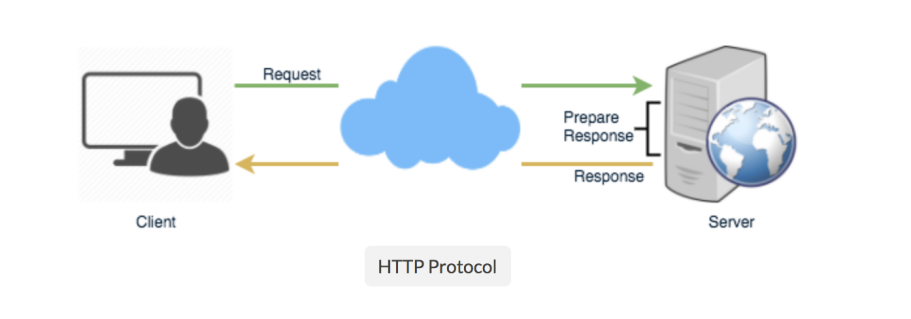 Request
Prepare
Response
Response
Client
Server
HTTP Protocol